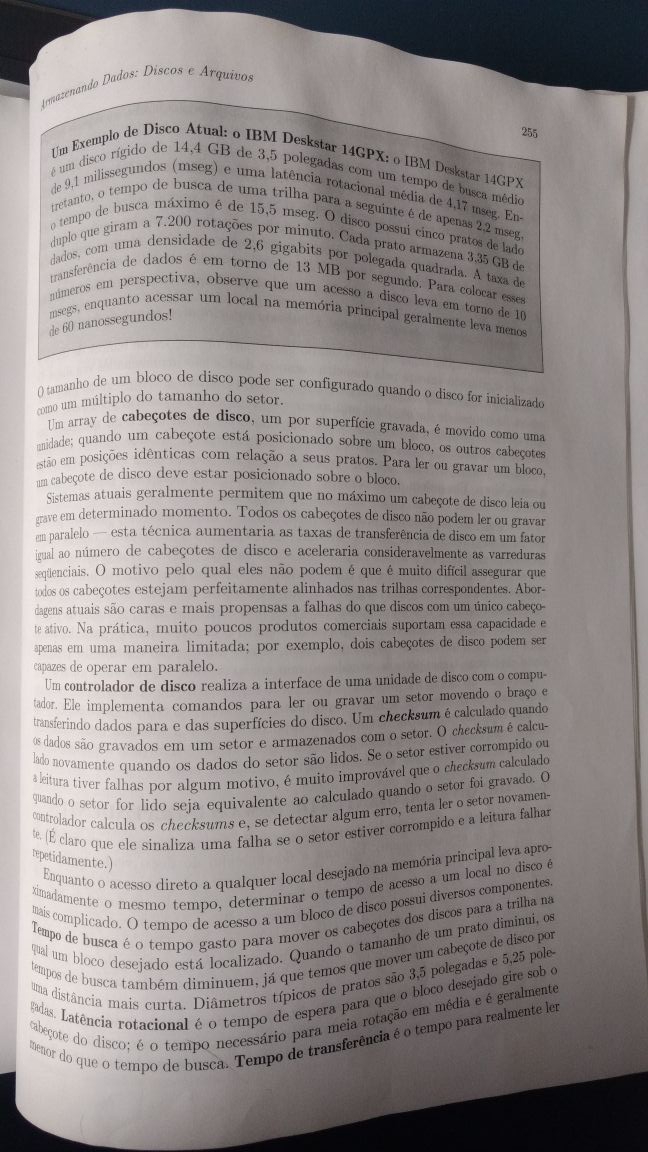 Armazenando Dados: Discos e Arquivos
255
Um Exemplo de Disco Atual: o IBM Deskstar 14GPX: o IBM Deskstar 14GPX
é um disco rígido de 14,4 GB de 3,5 polegadas com um tempo de busca médio
de 9,1 milissegundos (mseg) e uma latência rotacional média de 4,17 mseg. En-
tretanto, o tempo de busca de uma trilha para a seguinte é de apenas 2,2 mseg,
o tempo de busca máximo é de 15,5 mseg. O disco possui cinco pratos de lado
duplo que giram a 7.200 rotações por minuto. Cada prato armazena 3,35 GB de
dados, com uma densidade de 2,6 gigabits por polegada quadrada. A taxa de
transferência de dados é em torno de 13 MB por segundo. Para colocar esses
números em perspectiva, observe que um acesso a disco leva em torno de 10
msegs, enquanto acessar um local na memória principal geralmente leva menos
de 60 nanossegundos!
O tamanho de um bloco de disco pode ser configurado quando o disco for inicializado
como um múltiplo do tamanho do setor.
Um array de cabeçotes de disco, um por superfície gravada, é movido como uma
unidade; quando um cabeçote está posicionado sobre um bloco, os outros cabeçotes
estão em posições idênticas com relação a seus pratos. Para ler ou gravar um bloco,
um cabeçote de disco deve estar posicionado sobre o bloco.
Sistemas atuais geralmente permitem que no máximo um cabeçote de disco leia ou
grave em determinado momento. Todos os cabeçotes de disco não podem ler ou gravar
em paralelo — esta técnica aumentaria as taxas de transferência de disco em um fator
igual ao número de cabeçotes de disco e aceleraria consideravelmente as varreduras
seqüenciais. O motivo pelo qual eles não podem é que é muito difícil assegurar que
todos os cabeçotes estejam perfeitamente alinhados nas trilhas correspondentes. Abor-
dagens atuais são caras e mais propensas a falhas do que discos com um único cabeço-
te ativo. Na prática, muito poucos produtos comerciais suportam essa capacidade e
apenas em uma maneira limitada; por exemplo, dois cabeçotes de disco podem ser
capazes de operar em paralelo.
Um controlador de disco realiza a interface de uma unidade de disco com o compu-
tador. Ele implementa comandos para ler ou gravar um setor movendo o braço e
transferindo dados para e das superfícies do disco. Um checksum é calculado quando
os dados são gravados em um setor e armazenados com o setor. O checksum é calcu-
lado novamente quando os dados do setor são lidos. Se o setor estiver corrompido ou
a leitura tiver falhas por algum motivo, é muito improvável que o checksum calculado
quando o setor for lido seja equivalente ao calculado quando o setor foi gravado. O
controlador calcula os checksums e, se detectar algum erro, tenta ler o setor novamen-
te. (É claro que ele sinaliza uma falha se o setor estiver corrompido e a leitura falhar
repetidamente.)
Enquanto o acesso direto a qualquer local desejado na memória principal leva apro-
ximadamente o mesmo tempo, determinar o tempo de acesso a um local no disco é
mais complicado. O tempo de acesso a um bloco de disco possui diversos componentes.
Tempo de busca é o tempo gasto para mover os cabeçotes dos discos para a trilha na
qual um bloco desejado está localizado. Quando o tamanho de um prato diminui, os
tempos de busca também diminuem, já que temos que mover um cabeçote de disco por
uma distância mais curta. Diâmetros típicos de pratos são 3,5 polegadas e 5,25 pole-
gadas. Latência rotacional é o tempo de espera para que o bloco desejado gire sob o
cabeçote do disco; é o tempo necessário para meia rotação em média e é geralmente
menor do que o tempo de busca. Tempo de transferência é o tempo para realmente ler